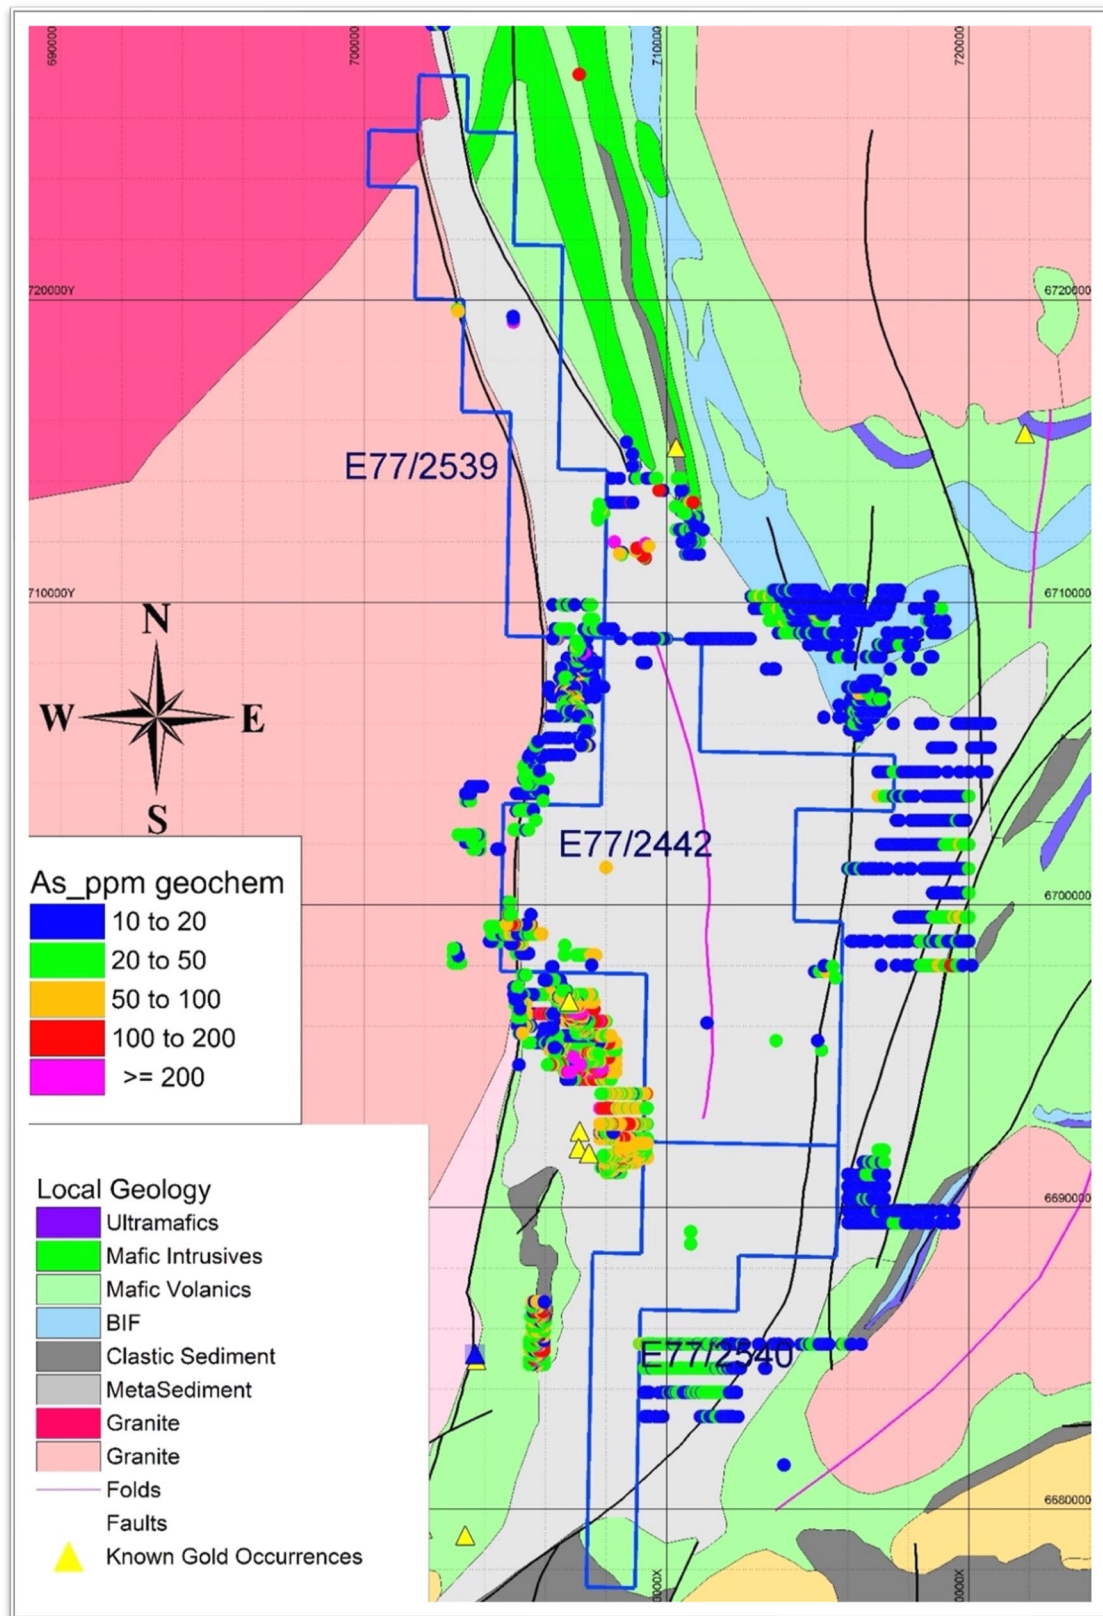 690000
700000
710000
720000
720000Y
6720000
E77/2539
710000Y
6710000
N
W E
S
E77/2442
As_ppm geochem
10 to 20
20 to 50
50 to 100
100 to 200
>= 200
6700000
6690000
Local Geology
Ultramafics
Mafic Intrusives
Mafic Volanics
BIF
Clastic Sediment
MetaSediment
Granite
Granite
Folds
Faults
Known Gold Occurrences
E77/2540
6680000